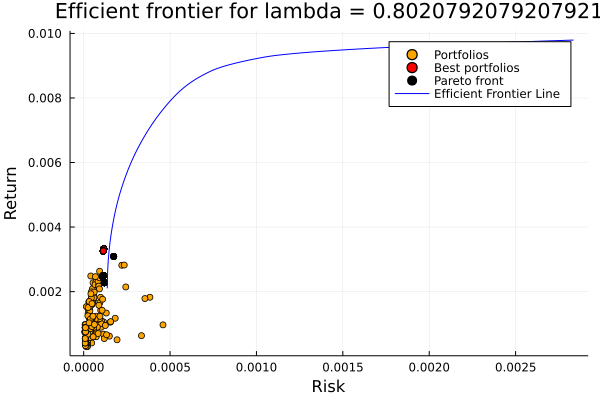 Efficient frontier for lambda = 0.8020792079207921
0.010
0.008
0.006
0.004
0.002
Return
Portfolios
Best portfolios
Pareto front
Efficient Frontier Line
0.0000 0.0005 0.0010 0.0015 0.0020 0.0025
Risk